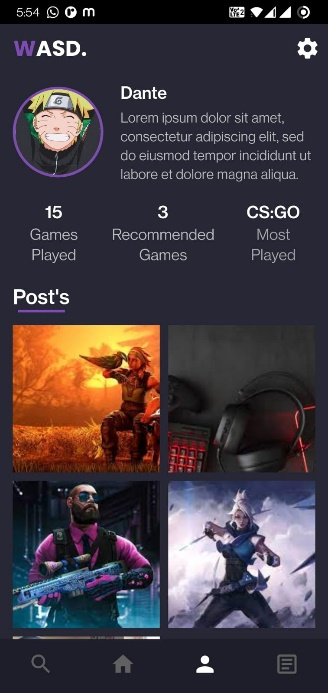 5:54
WASD.
Dante
Lorem ipsum dolor sit amet,
consectetur adipiscing elit, sed
do eiusmod tempor incididunt ut
labore et dolore magna aliqua.
15 3 CS:GO
Games Recommended Most
Played Games Played
Post's